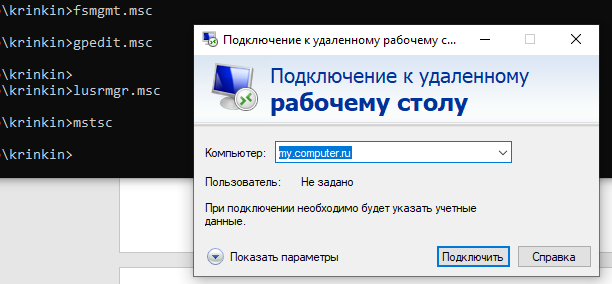 \krinkin>fsmgmt.msc
\krinkin>gpedit.msc
\krinkin>
\krinkin>lusrmgr.msc
\krinkin>mstsc
\krinkin>
Подключение к удаленному рабочему с...
Подключение к удаленному
рабочему столу
Компьютер: my.computer.ru
Пользователь: Не задано
При подключении необходимо будет указать учетные
данные.
Показать параметры
Подключить
Справка